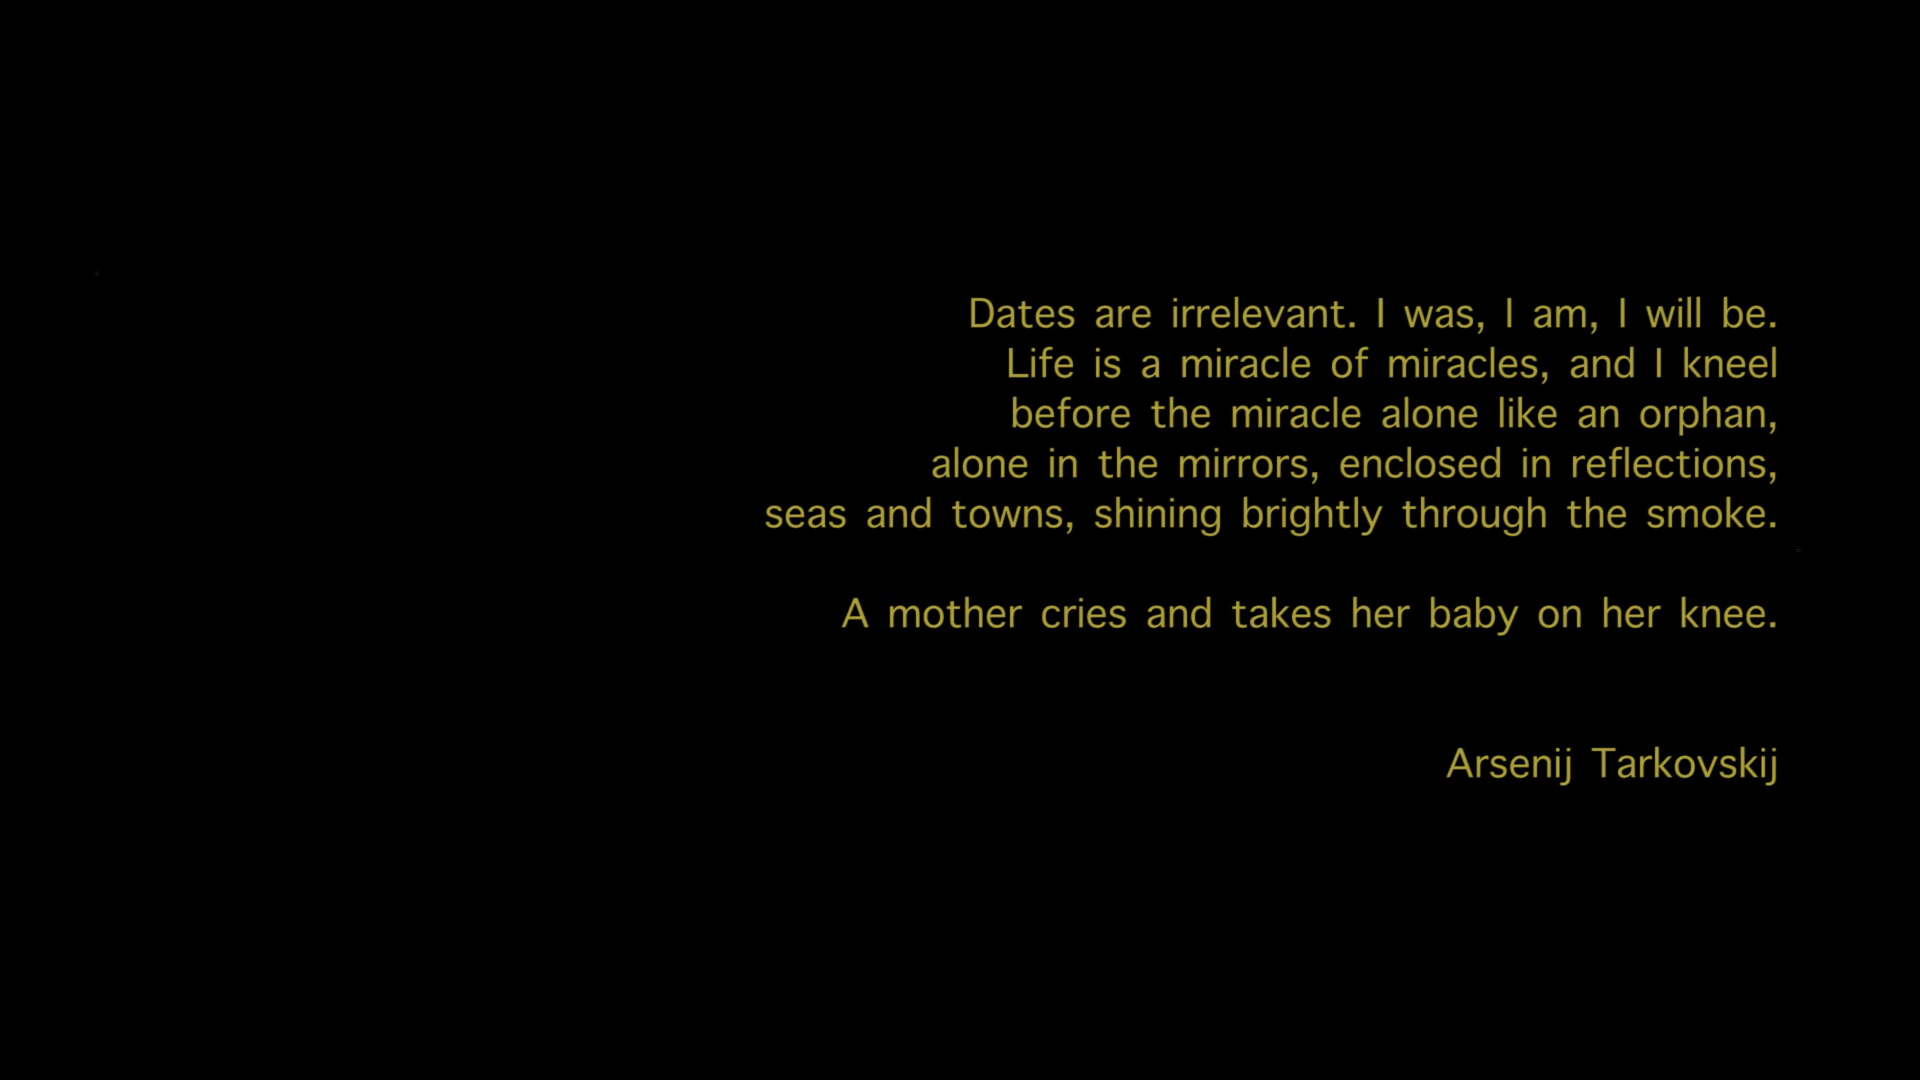 Dates are irrelevant. I was, I am, I will be.
Life is a miracle of miracles, and I kneel
before the miracle alone like an orphan,
alone in the mirrors, enclosed in reflections,
seas and towns, shining brightly through the smoke.
A mother cries and takes her baby on her knee.
Arsenij Tarkovskij